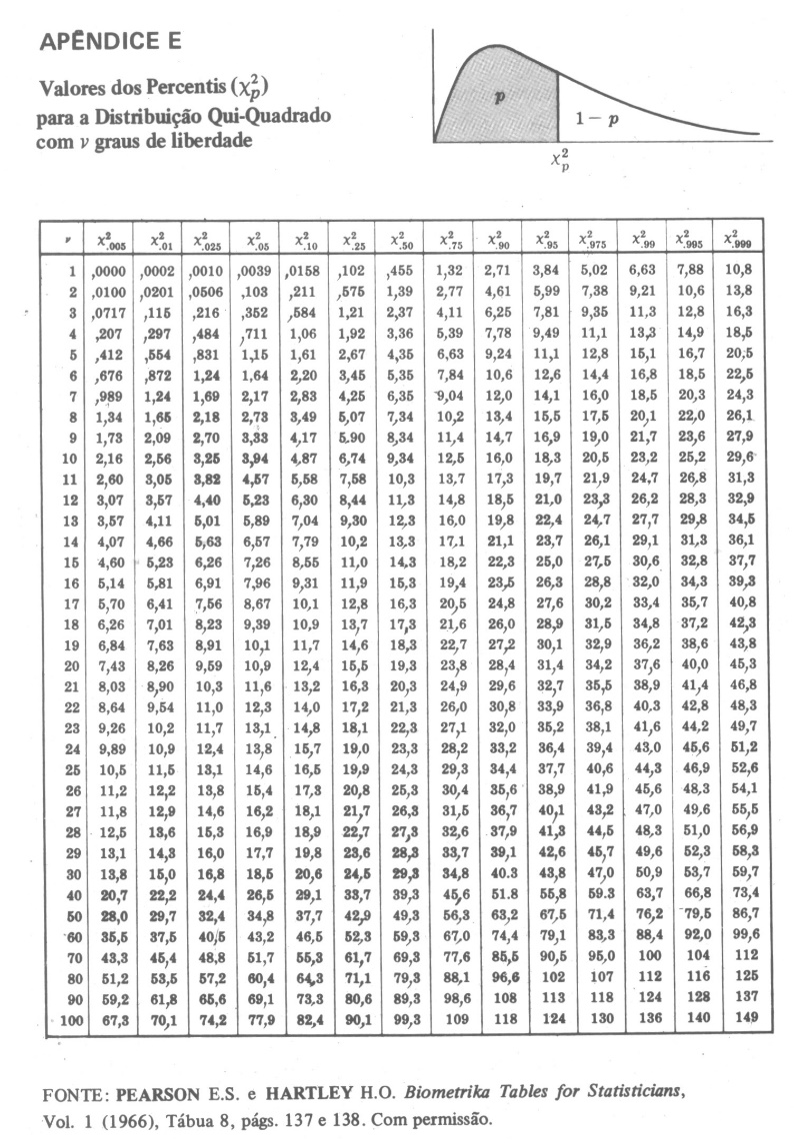 APÊNDICE E
Valores dos Percentis (χ²p)
para a Distribuição Qui-Quadrado
com ν graus de liberdade
p
1 − p
χ²p
ν χ².005 χ².01 χ².025 χ².05 χ².10 χ².25 χ².50 χ².75 χ².90 χ².95 χ².975 χ².99 χ².995 χ².999
1 ,0000 ,0002 ,0010 ,0039 ,0158 ,102 ,455 1,32 2,71 3,84 5,02 6,63 7,88 10,8
2 ,0100 ,0201 ,0506 ,103 ,211 ,575 1,39 2,77 4,61 5,99 7,38 9,21 10,6 13,8
3 ,0717 ,115 ,216 ,352 ,584 1,21 2,37 4,11 6,25 7,81 9,35 11,3 12,8 16,3
4 ,207 ,297 ,484 ,711 1,06 1,92 3,36 5,39 7,78 9,49 11,1 13,3 14,9 18,5
5 ,412 ,554 ,831 1,15 1,61 2,67 4,35 6,63 9,24 11,1 12,8 15,1 16,7 20,5
6 ,676 ,872 1,24 1,64 2,20 3,45 5,35 7,84 10,6 12,6 14,4 16,8 18,5 22,5
7 ,989 1,24 1,69 2,17 2,83 4,25 6,35 9,04 12,0 14,1 16,0 18,5 20,3 24,3
8 1,34 1,65 2,18 2,73 3,49 5,07 7,34 10,2 13,4 15,5 17,5 20,1 22,0 26,1
9 1,73 2,09 2,70 3,33 4,17 5,90 8,34 11,4 14,7 16,9 19,0 21,7 23,6 27,9
10 2,16 2,56 3,25 3,94 4,87 6,74 9,34 12,5 16,0 18,3 20,5 23,2 25,2 29,6
11 2,60 3,05 3,82 4,57 5,58 7,58 10,3 13,7 17,3 19,7 21,9 24,7 26,8 31,3
12 3,07 3,57 4,40 5,23 6,30 8,44 11,3 14,8 18,5 21,0 23,3 26,2 28,3 32,9
13 3,57 4,11 5,01 5,89 7,04 9,30 12,3 16,0 19,8 22,4 24,7 27,7 29,8 34,5
14 4,07 4,66 5,63 6,57 7,79 10,2 13,3 17,1 21,1 23,7 26,1 29,1 31,3 36,1
15 4,60 5,23 6,26 7,26 8,55 11,0 14,3 18,2 22,3 25,0 27,5 30,6 32,8 37,7
16 5,14 5,81 6,91 7,96 9,31 11,9 15,3 19,4 23,5 26,3 28,8 32,0 34,3 39,3
17 5,70 6,41 7,56 8,67 10,1 12,8 16,3 20,5 24,8 27,6 30,2 33,4 35,7 40,8
18 6,26 7,01 8,23 9,39 10,9 13,7 17,3 21,6 26,0 28,9 31,5 34,8 37,2 42,3
19 6,84 7,63 8,91 10,1 11,7 14,6 18,3 22,7 27,2 30,1 32,9 36,2 38,6 43,8
20 7,43 8,26 9,59 10,9 12,4 15,5 19,3 23,8 28,4 31,4 34,2 37,6 40,0 45,3
21 8,03 8,90 10,3 11,6 13,2 16,3 20,3 24,9 29,6 32,7 35,5 38,9 41,4 46,8
22 8,64 9,54 11,0 12,3 14,0 17,2 21,3 26,0 30,8 33,9 36,8 40,3 42,8 48,3
23 9,26 10,2 11,7 13,1 14,8 18,1 22,3 27,1 32,0 35,2 38,1 41,6 44,2 49,7
24 9,89 10,9 12,4 13,8 15,7 19,0 23,3 28,2 33,2 36,4 39,4 43,0 45,6 51,2
25 10,5 11,5 13,1 14,6 16,5 19,9 24,3 29,3 34,4 37,7 40,6 44,3 46,9 52,6
26 11,2 12,2 13,8 15,4 17,3 20,8 25,3 30,4 35,6 38,9 41,9 45,6 48,3 54,1
27 11,8 12,9 14,6 16,2 18,1 21,7 26,3 31,5 36,7 40,1 43,2 47,0 49,6 55,5
28 12,5 13,6 15,3 16,9 18,9 22,7 27,3 32,6 37,9 41,3 44,5 48,3 51,0 56,9
29 13,1 14,3 16,0 17,7 19,8 23,6 28,3 33,7 39,1 42,6 45,7 49,6 52,3 58,3
30 13,8 15,0 16,8 18,5 20,6 24,5 29,3 34,8 40.3 43,8 47,0 50,9 53,7 59,7
40 20,7 22,2 24,4 26,5 29,1 33,7 39,3 45,6 51.8 55,8 59.3 63,7 66,8 73,4
50 28,0 29,7 32,4 34,8 37,7 42,9 49,3 56,3 63,2 67,5 71,4 76,2 79,5 86,7
60 35,5 37,5 40,5 43,2 46,5 52,3 59,3 67,0 74,4 79,1 83,3 88,4 92,0 99,6
70 43,3 45,4 48,8 51,7 55,3 61,7 69,3 77,6 85,5 90,5 95,0 100 104 112
80 51,2 53,5 57,2 60,4 64,3 71,1 79,3 88,1 96,6 102 107 112 116 125
90 59,2 61,8 65,6 69,1 73,3 80,6 89,3 98,6 108 113 118 124 128 137
100 67,3 70,1 74,2 77,9 82,4 90,1 99,3 109 118 124 130 136 140 149
FONTE: PEARSON E.S. e HARTLEY H.O. Biometrika Tables for Statisticians,
Vol. 1 (1966), Tábua 8, págs. 137 e 138. Com permissão.